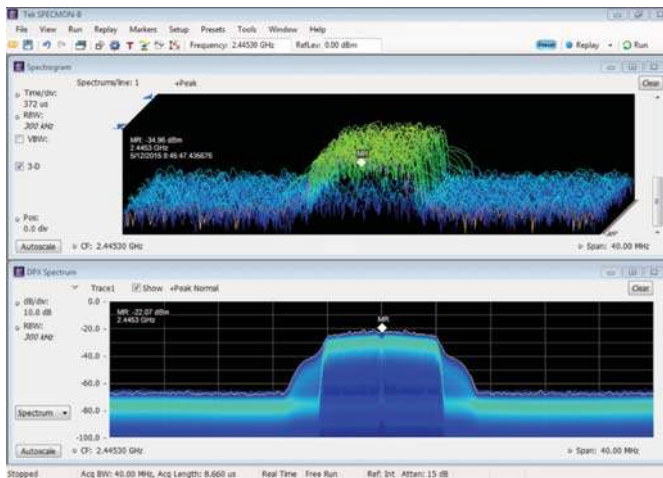 Tek SPECMON-B
File View Run Replay Markers Setup Presets Tools Window Help
Frequency: 2.44530 GHz RefLev: 0.00 dBm Preset Replay Run
Spectrogram
Spectrums/line: 1 +Peak Clear
Time/div:
372 us
RBW:
300 kHz
VBW:
3-D
MR: -34.96 dBm
2.4453 GHz
5/12/2015 8:46:47.436676
MR
Pos:
0.0 div
Autoscale CF: 2.44530 GHz Span: 40.00 MHz
DPX Spectrum
Trace1 Show +Peak Normal Clear
dB/div:
10.0 dB
RBW:
300 kHz
0.0
MR: -22.07 dBm
2.4453 GHz
MR
-20.0
-40.0
-60.0
Spectrum -80.0
-100.0
Autoscale CF: 2.44530 GHz Span: 40.00 MHz
Stopped Acq BW: 40.00 MHz, Acq Length: 8.660 us Real Time Free Run Ref: Int Atten: 15 dB